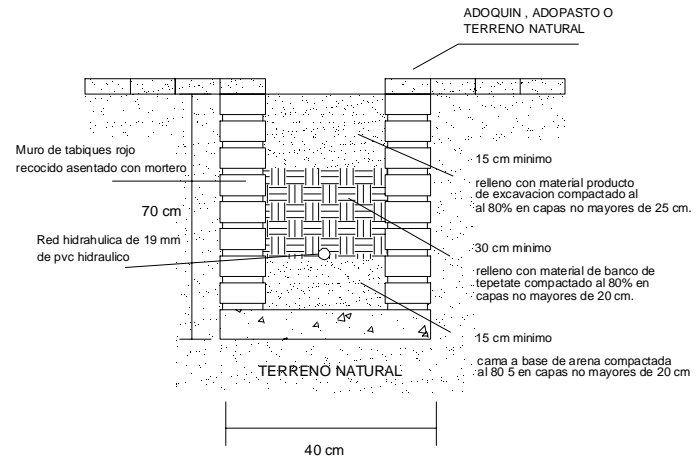 ADOQUIN , ADOPASTO O
TERRENO NATURAL
Muro de tabiques rojo
recocido asentado con mortero
70 cm
Red hidrahulica de 19 mm
de pvc hidraulico
15 cm minimo
relleno con material producto
de excavacion compactado al
al 80% en capas no mayores de 25 cm.
30 cm minimo
relleno con material de banco de
tepetate compactado al 80% en
capas no mayores de 20 cm.
15 cm minimo
cama a base de arena compactada
al 80 5 en capas no mayores de 20 cm
TERRENO NATURAL
40 cm